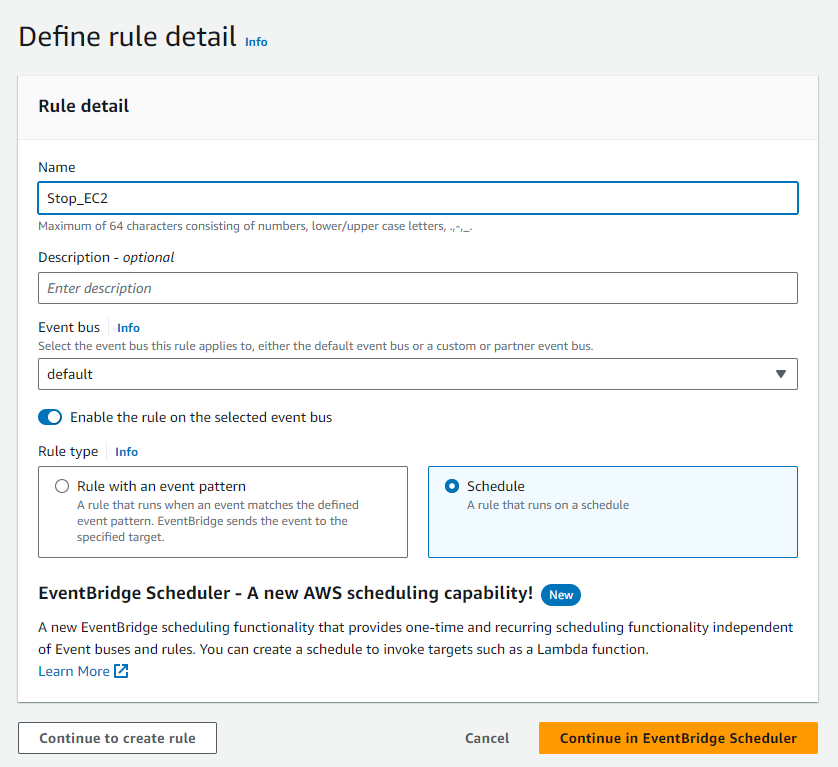 Define rule detail Info
Rule detail
Name
Stop_EC2
Maximum of 64 characters consisting of numbers, lower/upper case letters, .,-,_.
Description - optional
Enter description
Event bus Info
Select the event bus this rule applies to, either the default event bus or a custom or partner event bus.
default
Enable the rule on the selected event bus
Rule type Info
Rule with an event pattern
A rule that runs when an event matches the defined
event pattern. EventBridge sends the event to the
specified target.
Schedule
A rule that runs on a schedule
EventBridge Scheduler - A new AWS scheduling capability! New
A new EventBridge scheduling functionality that provides one-time and recurring scheduling functionality independent
of Event buses and rules. You can create a schedule to invoke targets such as a Lambda function.
Learn More
Continue to create rule Cancel Continue in EventBridge Scheduler